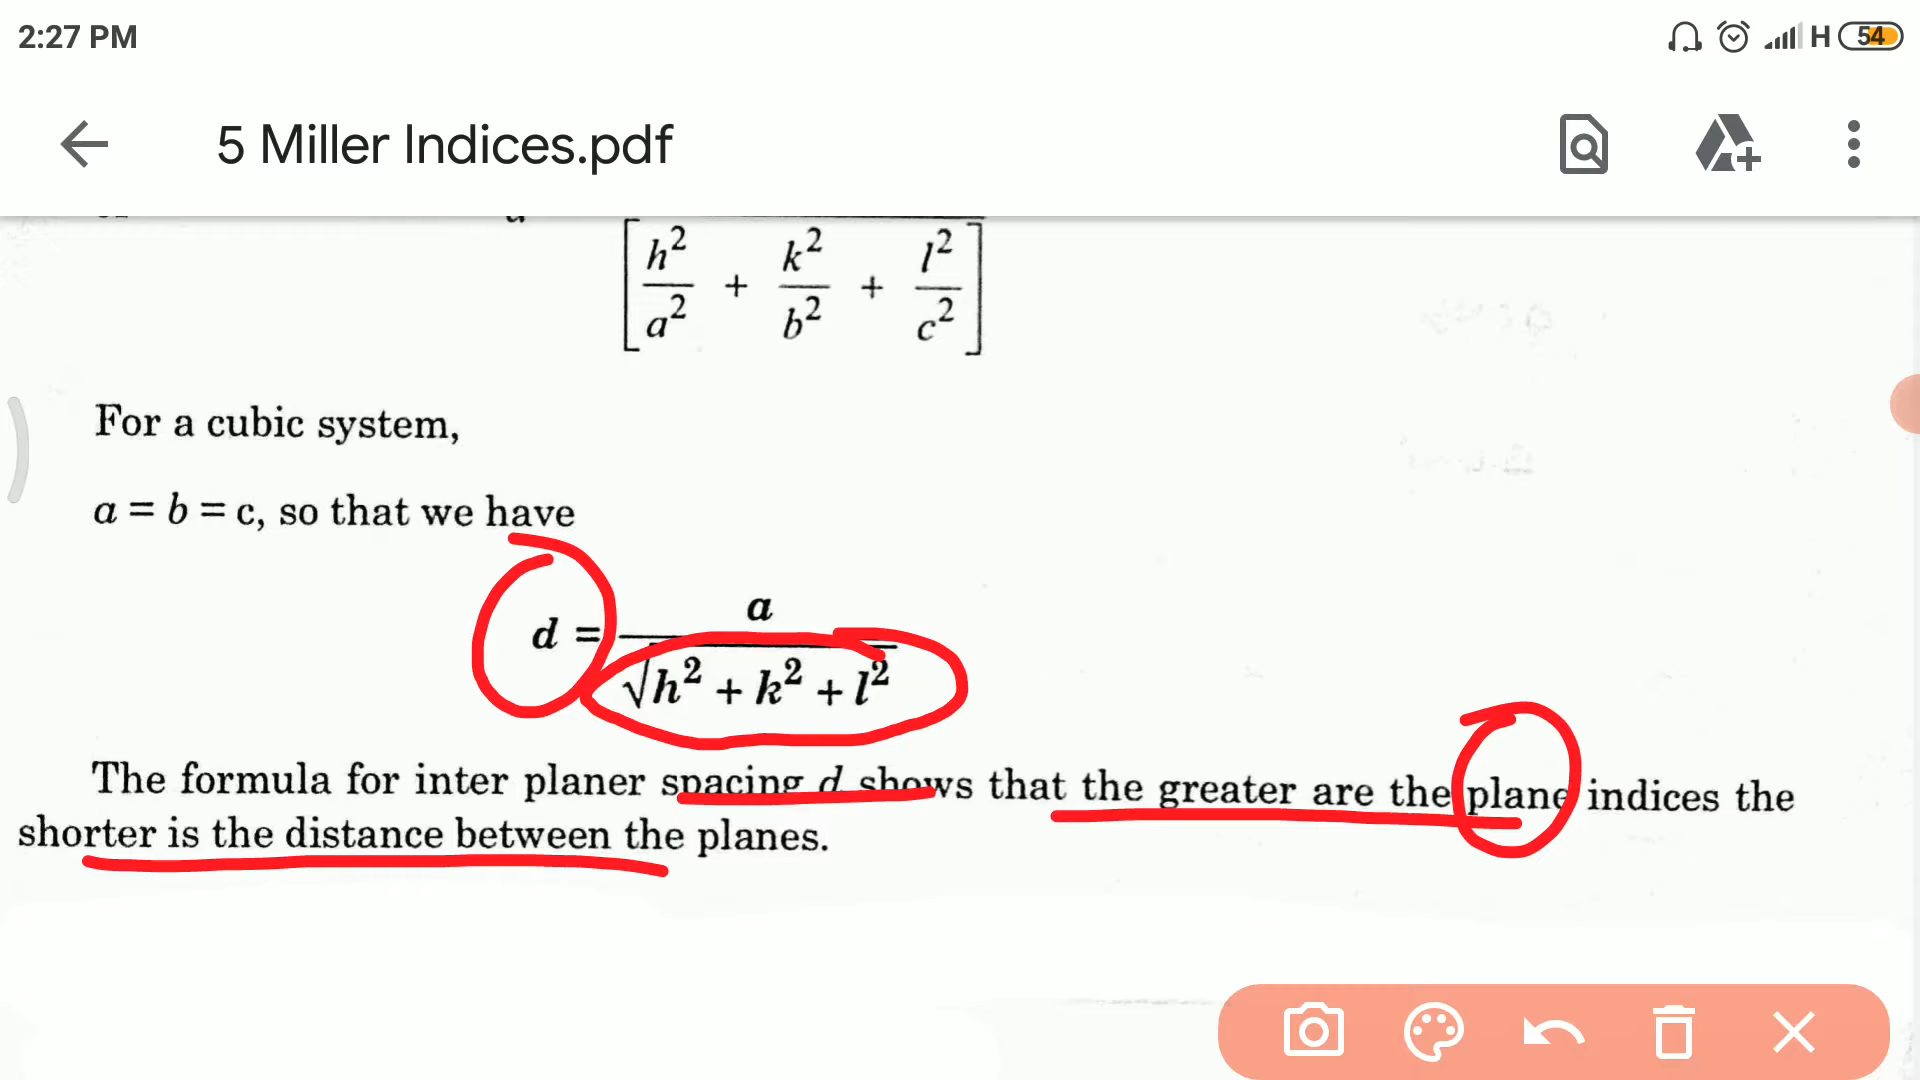 2:27 PM
H 54
5 Miller Indices.pdf
[h²/a² + k²/b² + l²/c²]
For a cubic system,
a = b = c, so that we have
d = a/√h² + k² + l²
The formula for inter planer spacing d shows that the greater are the plane indices the
shorter is the distance between the planes.